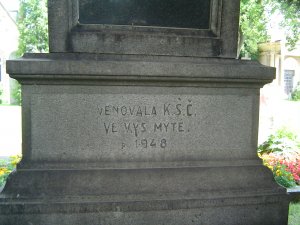 VĚNOVALA K.Š.Č.
VE VYS. MÝTĚ.
1948